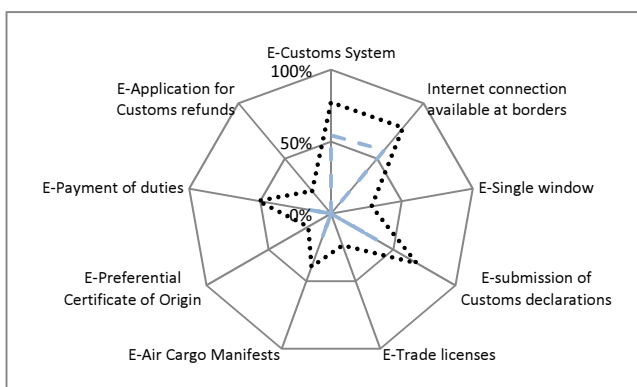 E-Customs System
100%
E-Application for
Customs refunds
Internet connection
available at borders
50%
E-Payment of duties
E-Single window
0%
E-Preferential
Certificate of Origin
E-submission of
Customs declarations
E-Air Cargo Manifests
E-Trade licenses